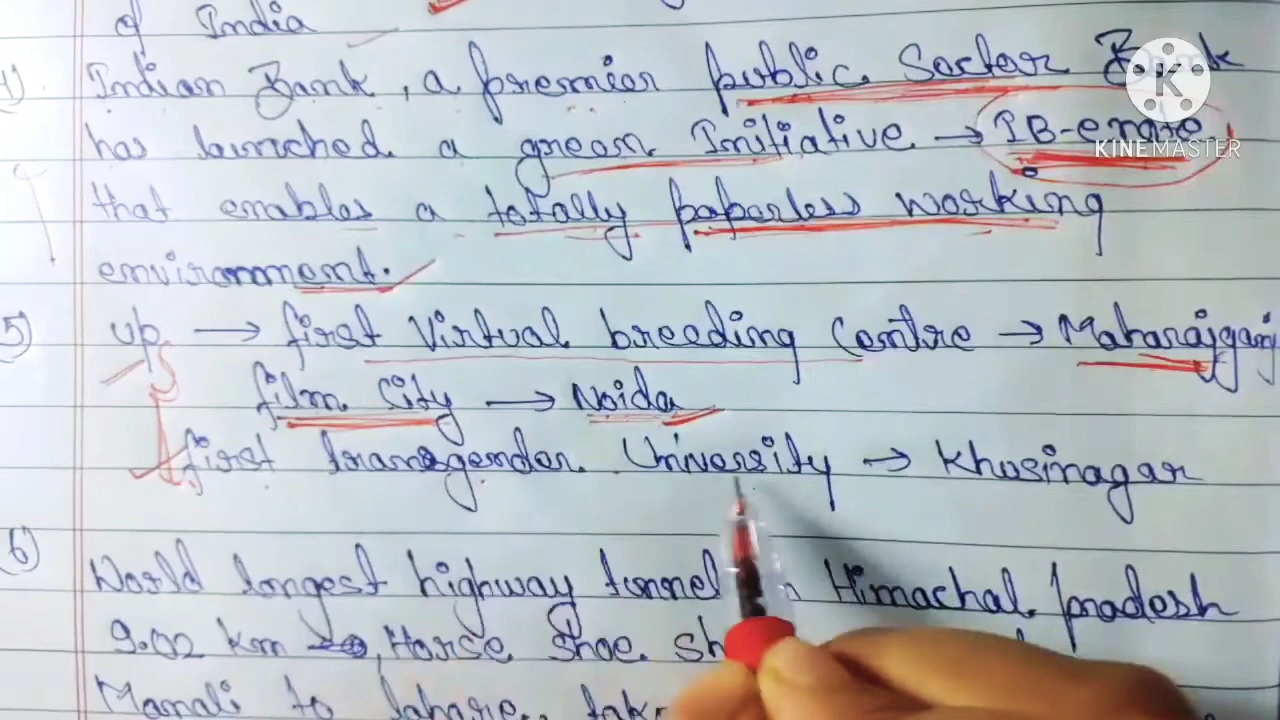 of India
4) Indian Bank, a premier public Sector Bank
has launched a green Initiative → IB-enote
KINEMASTER
that enables a totally paperless working
environment.
5) UP → first Virtual breeding Centre → Maharajganj
film City → Noida
first transgender University → Khusinagar
6) World longest highway tunnel Himachal pradesh
9.02 km , Horse Shoe Sh
Manali to